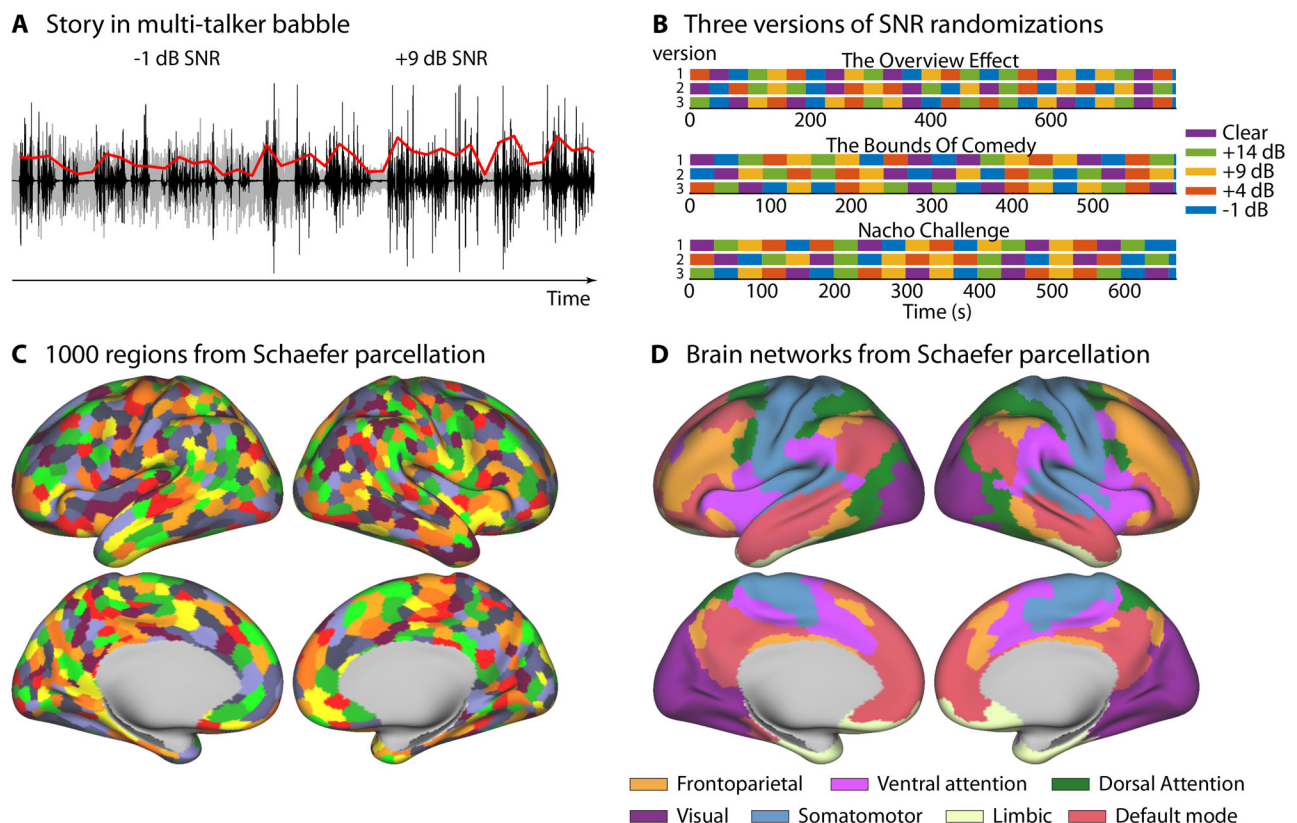 A Story in multi-talker babble
-1 dB SNR +9 dB SNR
Time
B Three versions of SNR randomizations
version
The Overview Effect
1
2
3
0 200 400 600
The Bounds Of Comedy
1
2
3
0 100 200 300 400 500
Nacho Challenge
1
2
3
0 100 200 300 400 500 600
Time (s)
Clear
+14 dB
+9 dB
+4 dB
-1 dB
C 1000 regions from Schaefer parcellation
D Brain networks from Schaefer parcellation
Frontoparietal Ventral attention Dorsal Attention
Visual Somatomotor Limbic Default mode